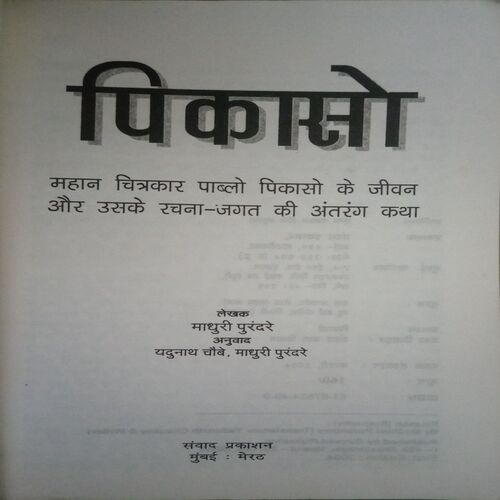 पिकासो
महान चित्रकार पाब्लो पिकासो के जीवन
और उसके रचना-जगत की अंतरंग कथा
लेखक
माधुरी पुरंदरे
अनुवाद
यदुनाथ चौबे, माधुरी पुरंदरे
संवाद प्रकाशन
मुंबई : मेरठ